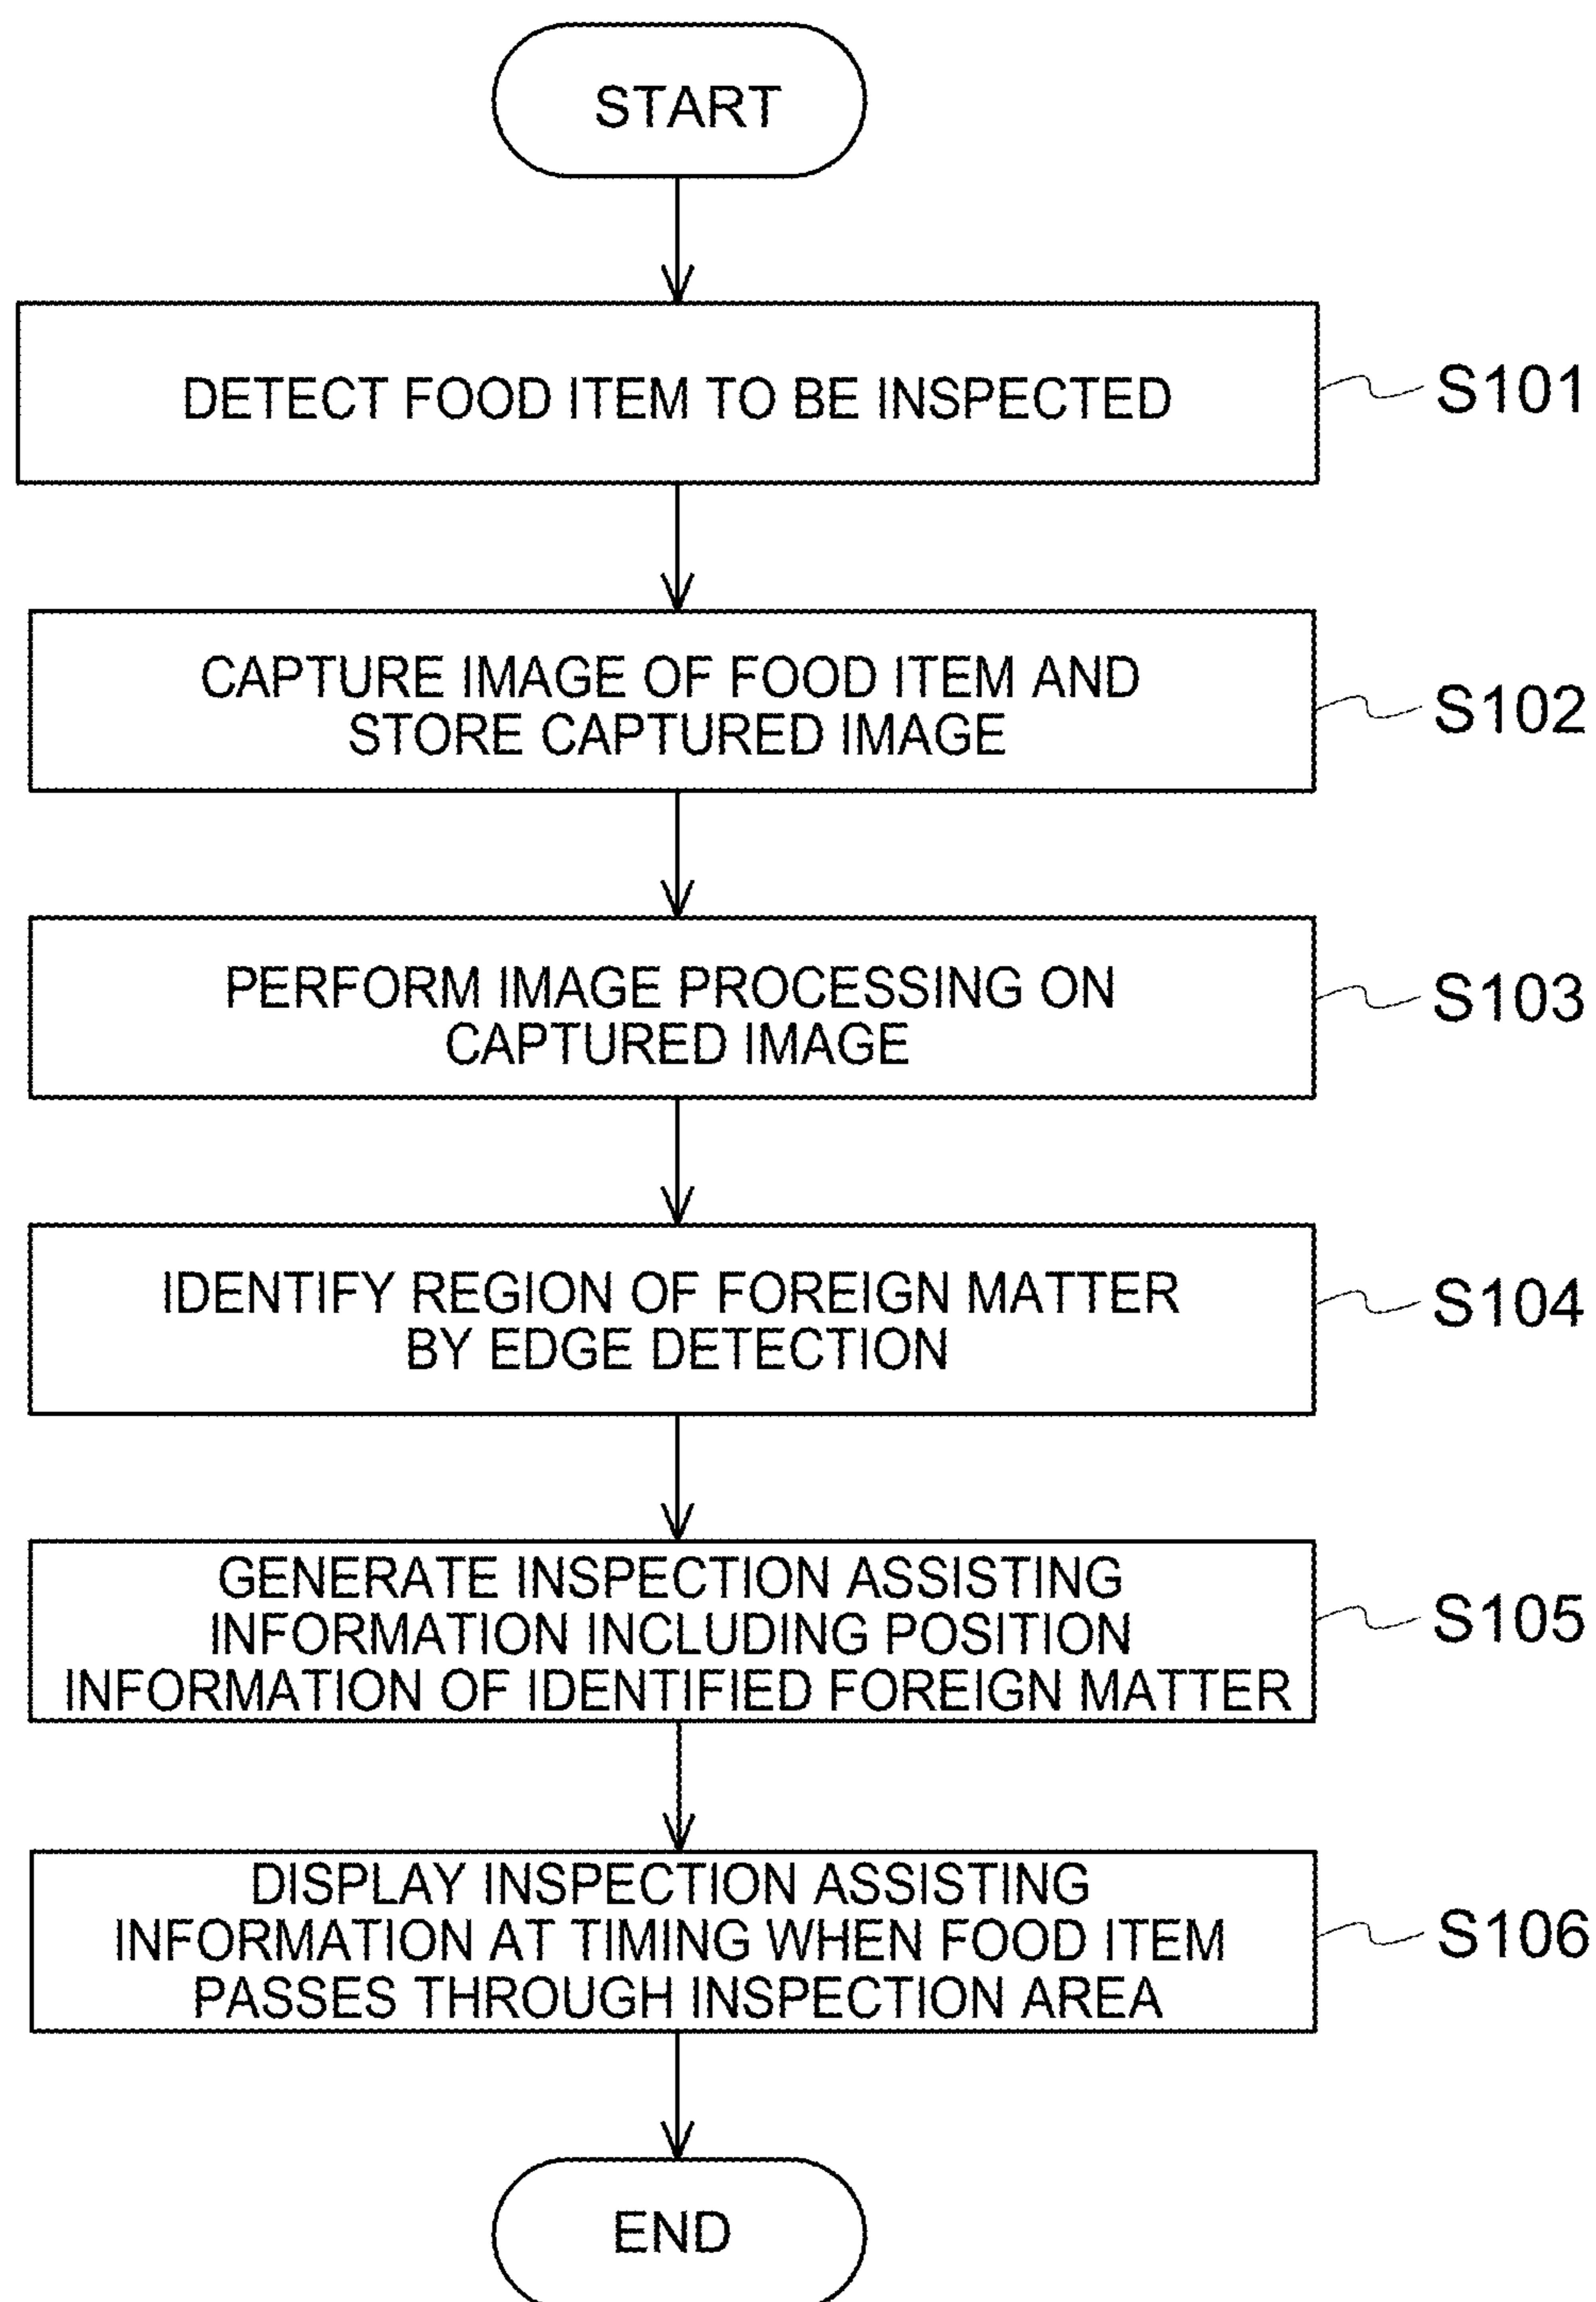 START
DETECT FOOD ITEM TO BE INSPECTED
S101
CAPTURE IMAGE OF FOOD ITEM AND
STORE CAPTURED IMAGE
S102
PERFORM IMAGE PROCESSING ON
CAPTURED IMAGE
S103
IDENTIFY REGION OF FOREIGN MATTER
BY EDGE DETECTION
S104
GENERATE INSPECTION ASSISTING
INFORMATION INCLUDING POSITION
INFORMATION OF IDENTIFIED FOREIGN MATTER
S105
DISPLAY INSPECTION ASSISTING
INFORMATION AT TIMING WHEN FOOD ITEM
PASSES THROUGH INSPECTION AREA
S106
END